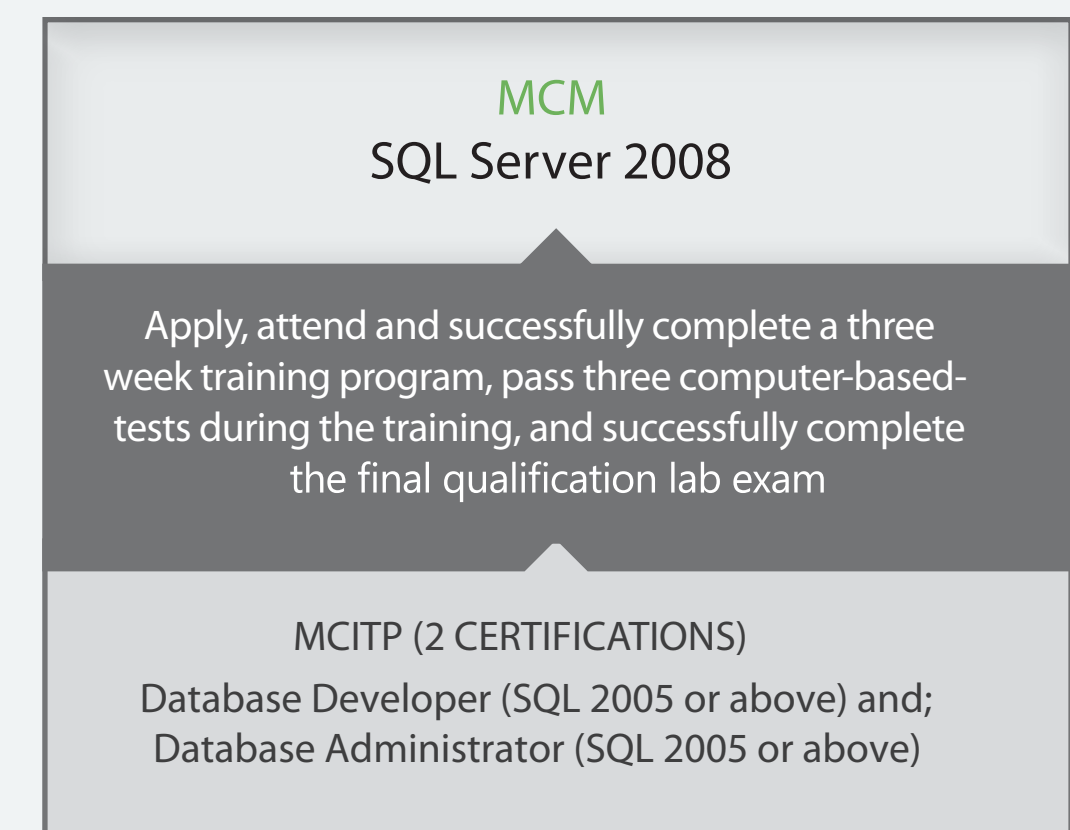 MCM
SQL Server 2008
Apply, attend and successfully complete a three
week training program, pass three computer-based-
tests during the training, and successfully complete
the final qualification lab exam
MCITP (2 CERTIFICATIONS)
Database Developer (SQL 2005 or above) and;
Database Administrator (SQL 2005 or above)